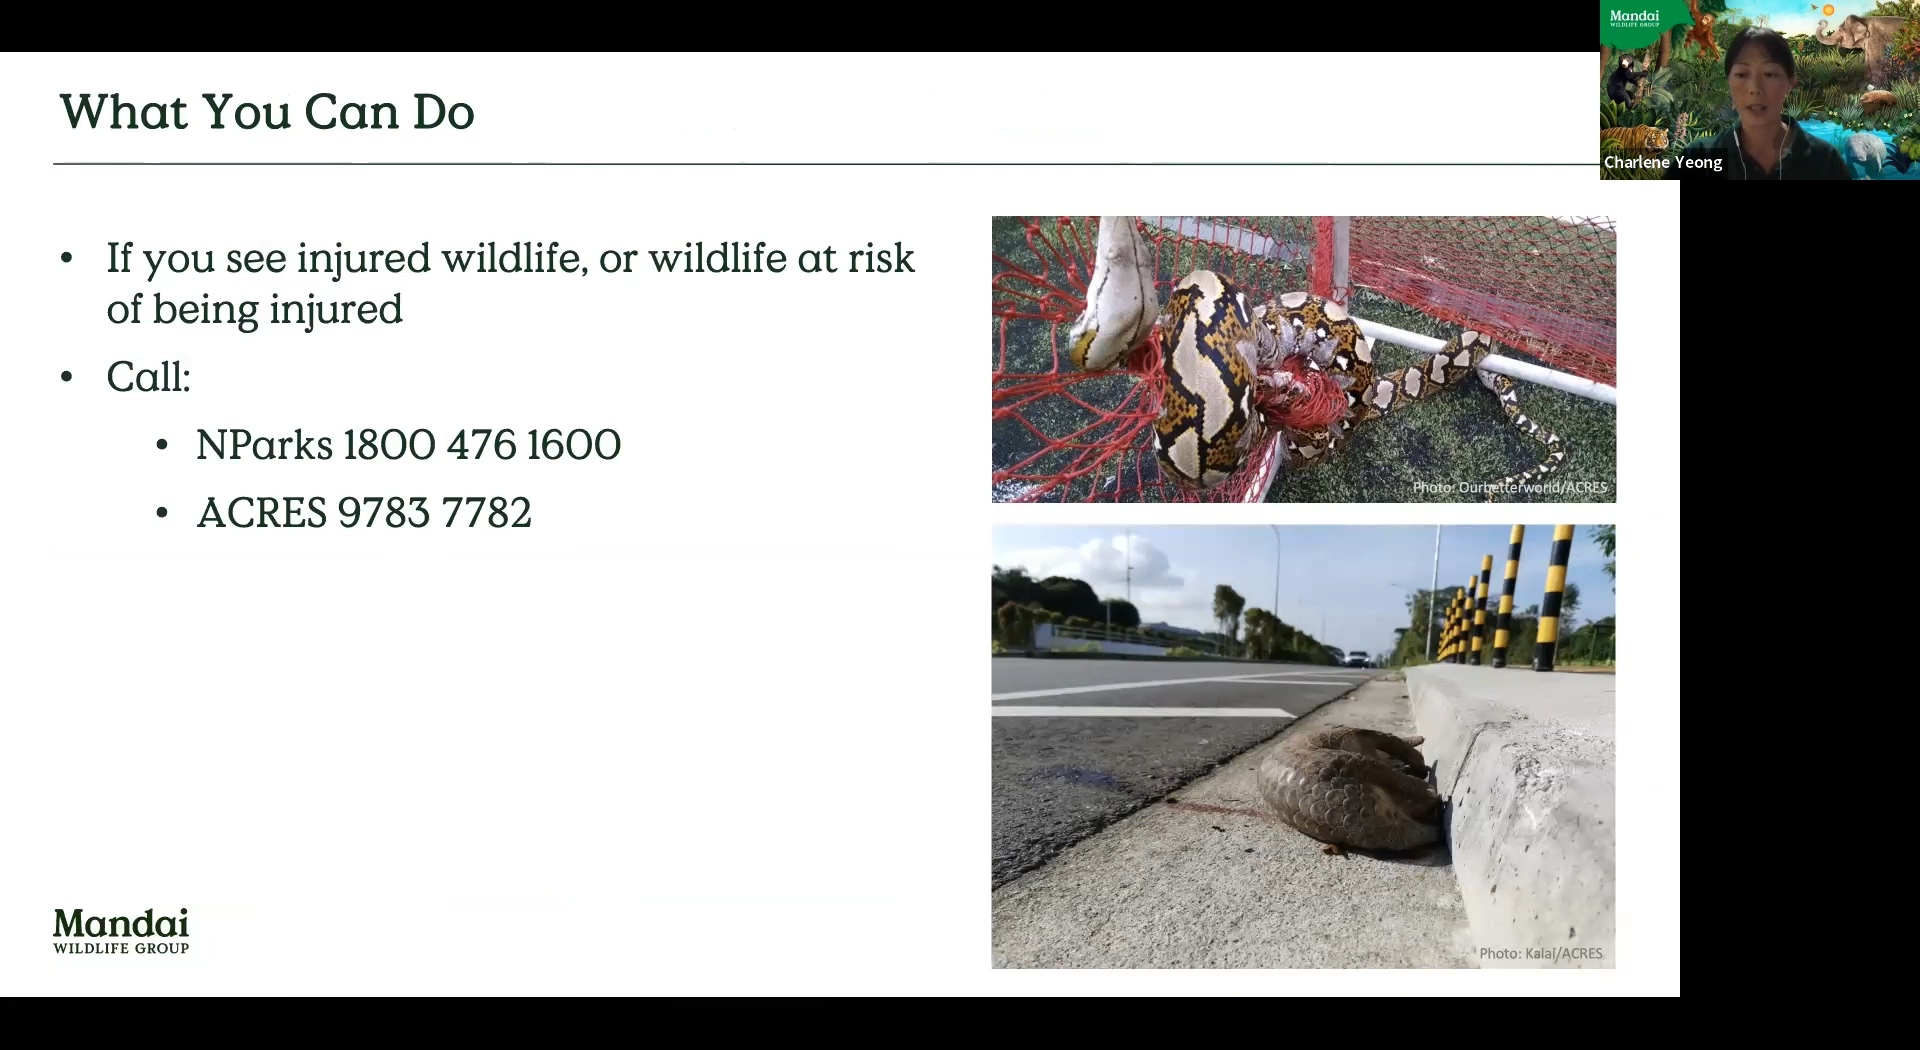 Mandai
WILDLIFE GROUP
Charlene Yeong
What You Can Do
• If you see injured wildlife, or wildlife at risk
of being injured
• Call:
• NParks 1800 476 1600
• ACRES 9783 7782
Photo: Ourbetterworld/ACRES
Photo: Kalai/ACRES
Mandai
WILDLIFE GROUP